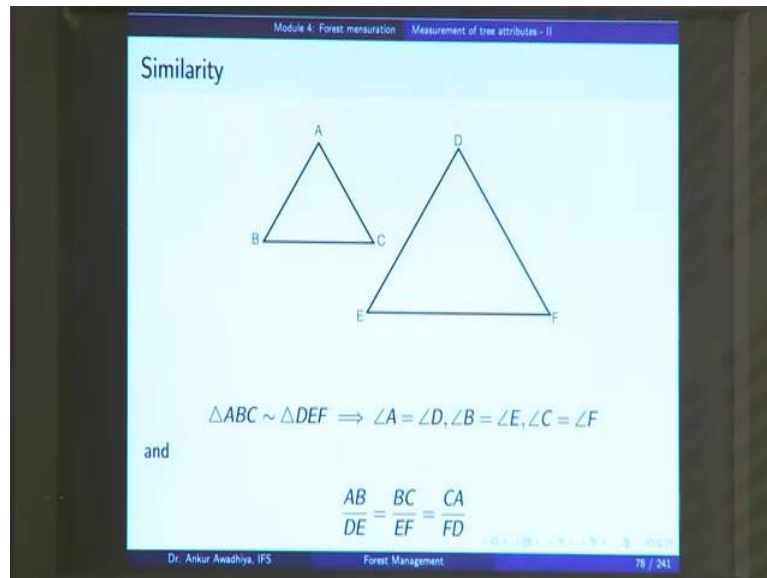 Module 4: Forest mensuration Measurement of tree attributes - II
Similarity
A
D
B
C
E
F
△ABC ∼ △DEF ⟹ ∠A = ∠D, ∠B = ∠E, ∠C = ∠F
and
AB/DE = BC/EF = CA/FD
Dr. Ankur Awadhiya, IFS Forest Management 78 / 241